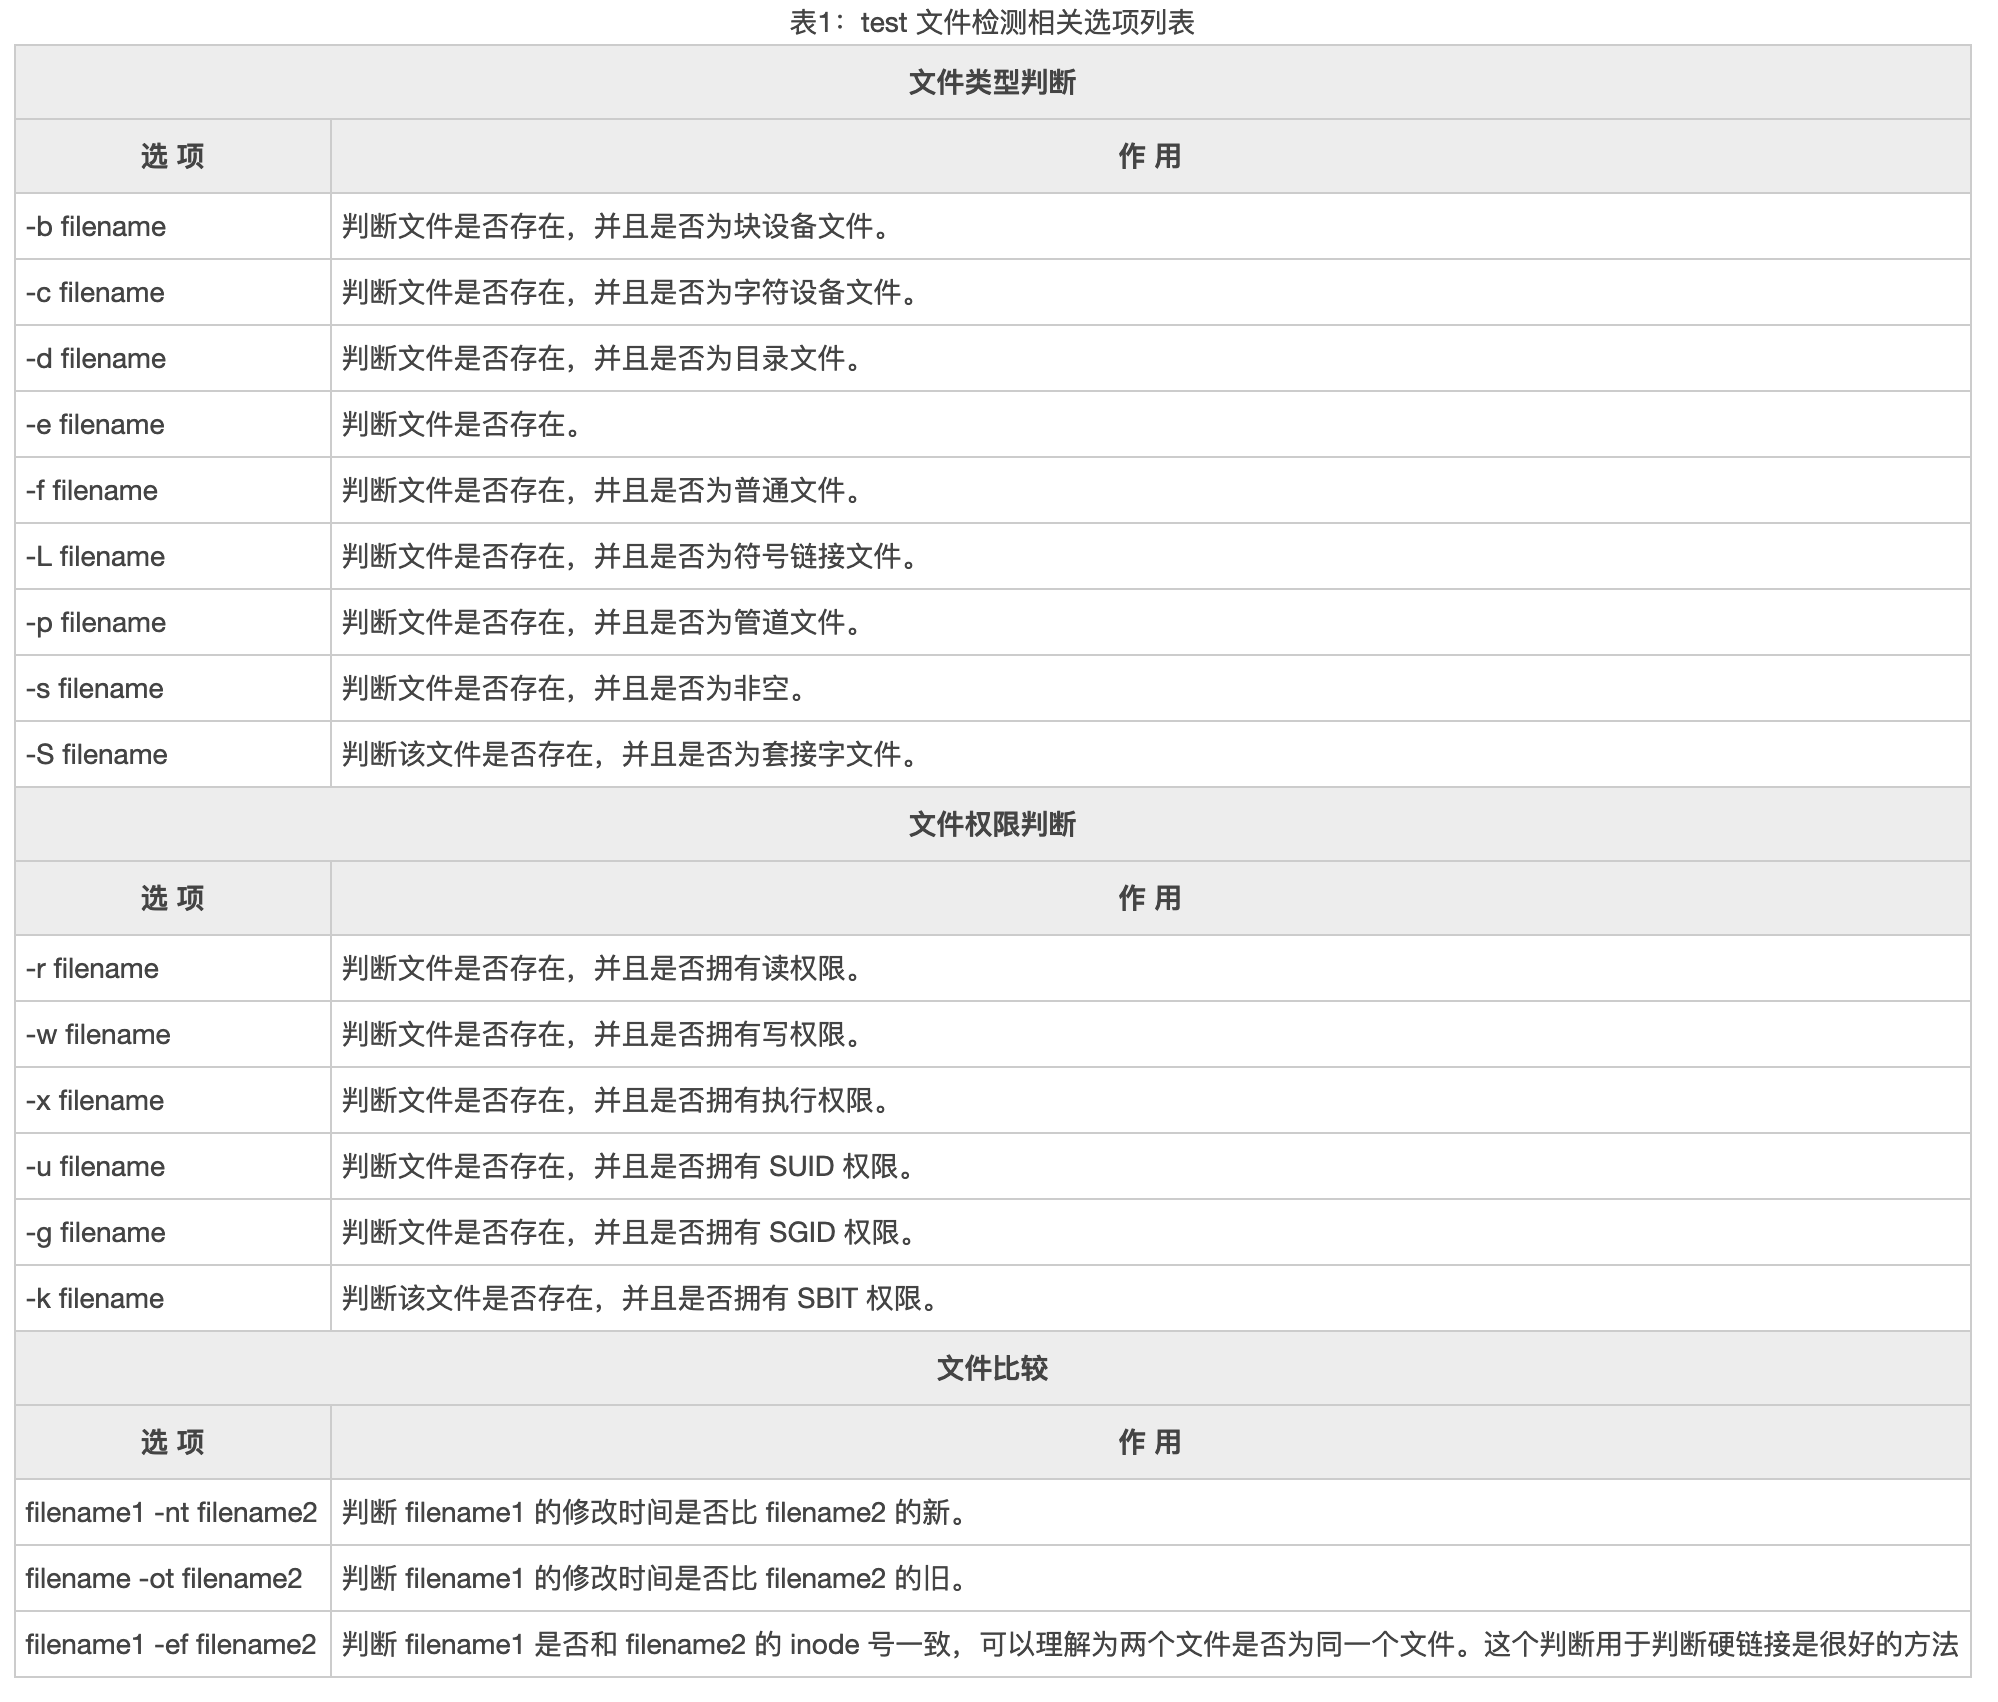 表1：test 文件检测相关选项列表
文件类型判断
选 项 作 用
-b filename 判断文件是否存在，并且是否为块设备文件。
-c filename 判断文件是否存在，并且是否为字符设备文件。
-d filename 判断文件是否存在，并且是否为目录文件。
-e filename 判断文件是否存在。
-f filename 判断文件是否存在，井且是否为普通文件。
-L filename 判断文件是否存在，并且是否为符号链接文件。
-p filename 判断文件是否存在，并且是否为管道文件。
-s filename 判断文件是否存在，并且是否为非空。
-S filename 判断该文件是否存在，并且是否为套接字文件。
文件权限判断
选 项 作 用
-r filename 判断文件是否存在，并且是否拥有读权限。
-w filename 判断文件是否存在，并且是否拥有写权限。
-x filename 判断文件是否存在，并且是否拥有执行权限。
-u filename 判断文件是否存在，并且是否拥有 SUID 权限。
-g filename 判断文件是否存在，并且是否拥有 SGID 权限。
-k filename 判断该文件是否存在，并且是否拥有 SBIT 权限。
文件比较
选 项 作 用
filename1 -nt filename2 判断 filename1 的修改时间是否比 filename2 的新。
filename -ot filename2 判断 filename1 的修改时间是否比 filename2 的旧。
filename1 -ef filename2 判断 filename1 是否和 filename2 的 inode 号一致，可以理解为两个文件是否为同一个文件。这个判断用于判断硬链接是很好的方法